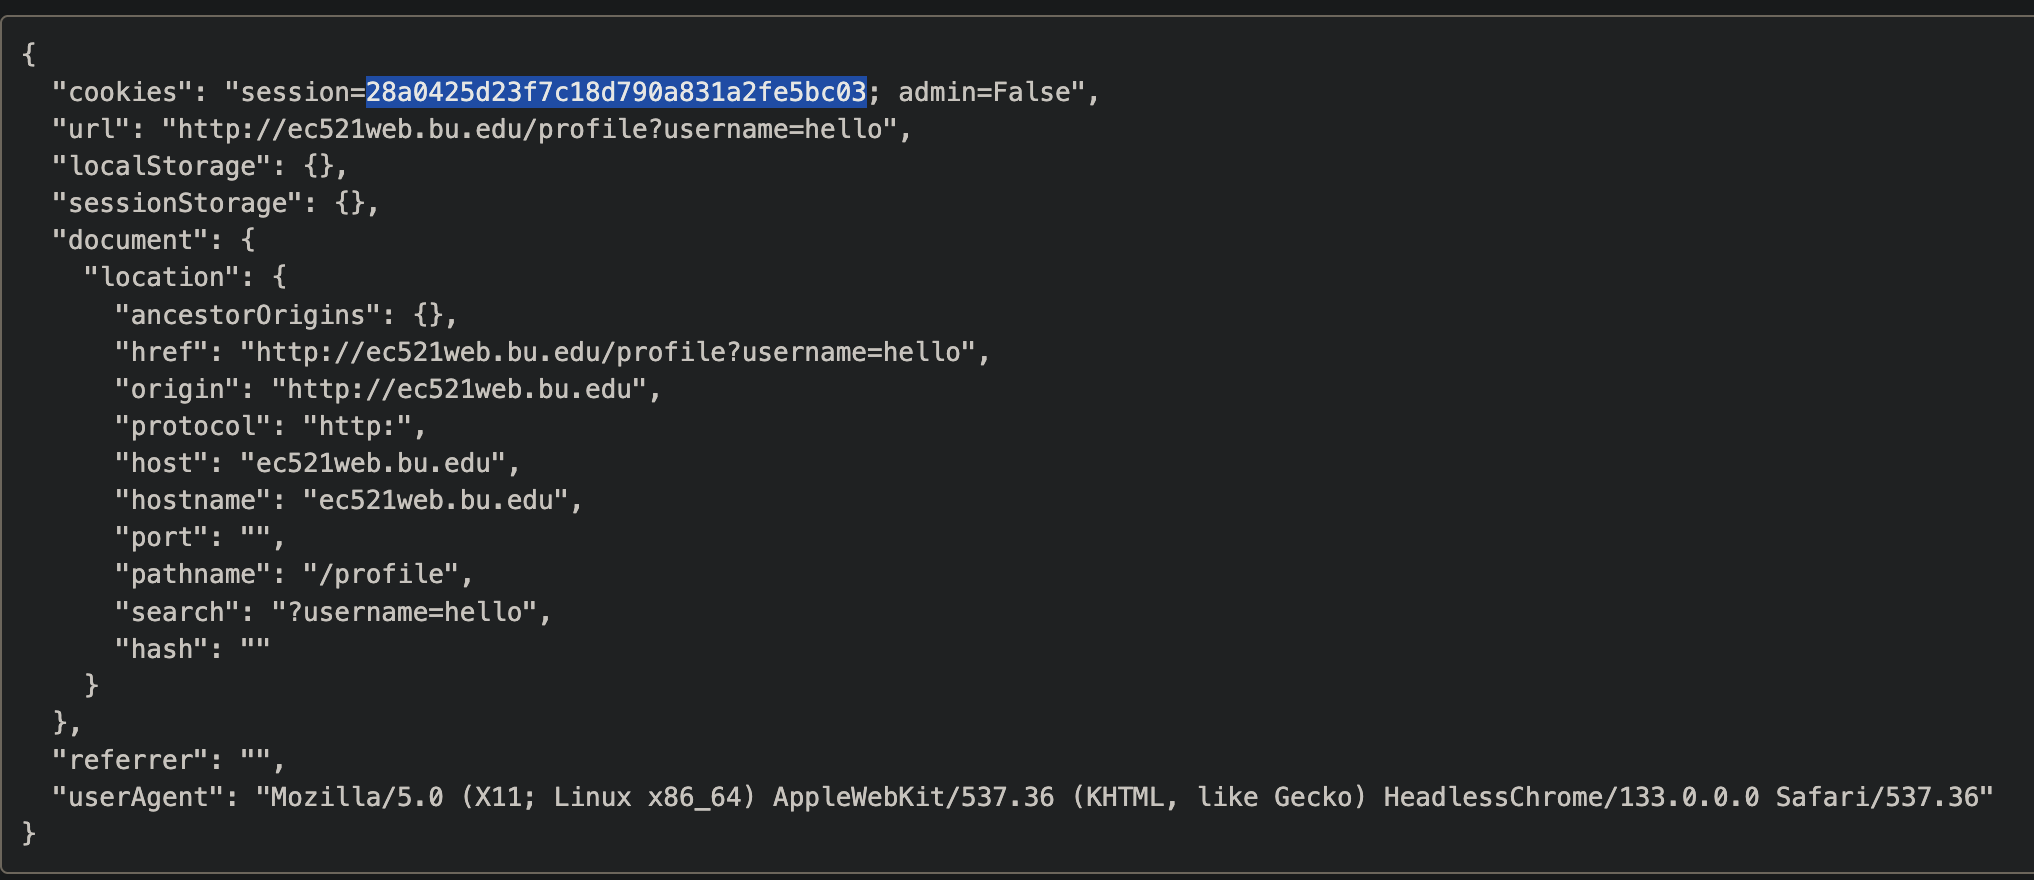 {
"cookies": "session=28a0425d23f7c18d790a831a2fe5bc03; admin=False",
"url": "http://ec521web.bu.edu/profile?username=hello",
"localStorage": {},
"sessionStorage": {},
"document": {
"location": {
"ancestorOrigins": {},
"href": "http://ec521web.bu.edu/profile?username=hello",
"origin": "http://ec521web.bu.edu",
"protocol": "http:",
"host": "ec521web.bu.edu",
"hostname": "ec521web.bu.edu",
"port": "",
"pathname": "/profile",
"search": "?username=hello",
"hash": ""
}
},
"referrer": "",
"userAgent": "Mozilla/5.0 (X11; Linux x86_64) AppleWebKit/537.36 (KHTML, like Gecko) HeadlessChrome/133.0.0.0 Safari/537.36"
}